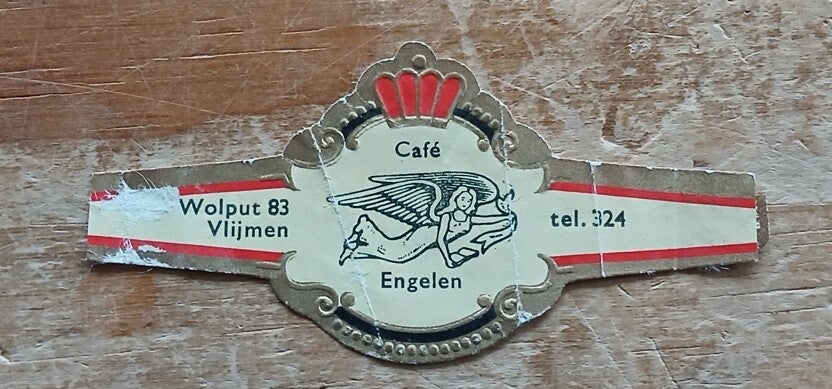 Café
Engelen
Wolput 83
Vlijmen
tel. 324